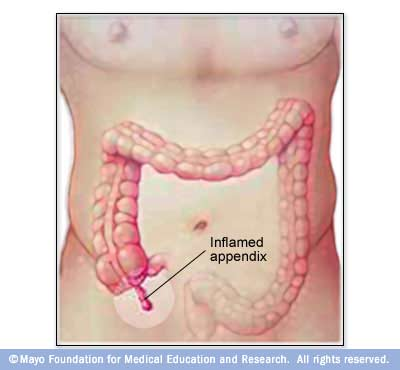 Inflamed
appendix
© Mayo Foundation for Medical Education and Research. All rights reserved.